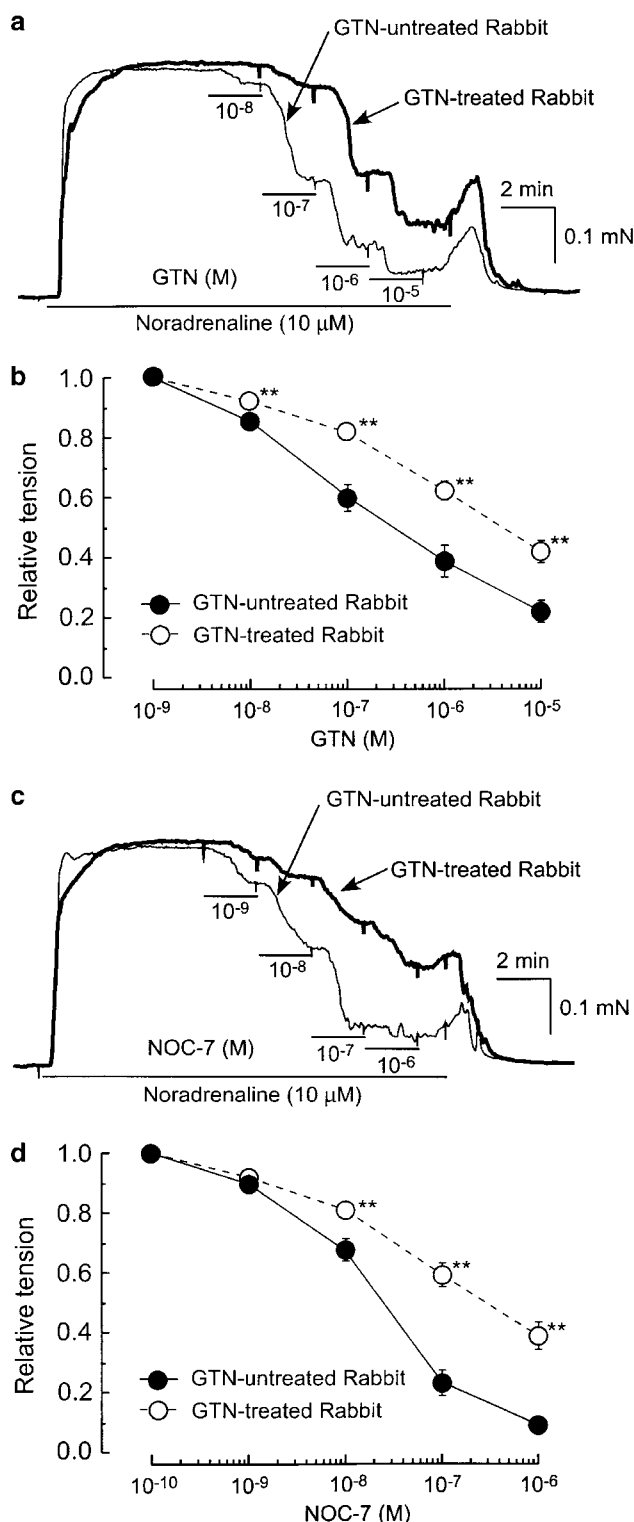 a
GTN-untreated Rabbit
GTN-treated Rabbit
10⁻⁸
2 min
0.1 mN
10⁻⁷
10⁻⁶
10⁻⁵
GTN (M)
Noradrenaline (10 μM)
b
1.0
0.8
0.6
0.4
0.2
0.0
Relative tension
**
**
**
**
GTN-untreated Rabbit
GTN-treated Rabbit
10⁻⁹
10⁻⁸
10⁻⁷
10⁻⁶
10⁻⁵
GTN (M)
c
GTN-untreated Rabbit
GTN-treated Rabbit
10⁻⁹
2 min
0.1 mN
10⁻⁸
10⁻⁷
10⁻⁶
NOC-7 (M)
Noradrenaline (10 μM)
d
1.0
0.8
0.6
0.4
0.2
0.0
Relative tension
**
**
**
GTN-untreated Rabbit
GTN-treated Rabbit
10⁻¹⁰
10⁻⁹
10⁻⁸
10⁻⁷
10⁻⁶
NOC-7 (M)